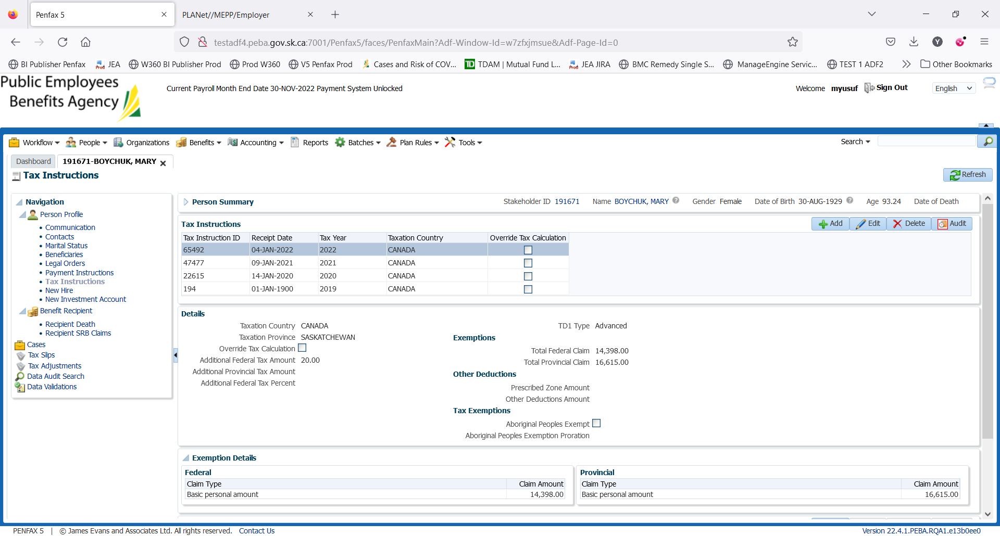 Penfax 5
PLANet//MEPP/Employer
testadf4.peba.gov.sk.ca:7001/Penfax5/faces/PenfaxMain?Adf-Window-Id=w7zfxjmsue&Adf-Page-Id=0
Y
BI Publisher Penfax
Prod JEA
W360 BI Publisher Prod
Prod W360
V5 Penfax Prod
Cases and Risk of COV...
TD TDAM | Mutual Fund L...
Prod JEA JIRA
BMC Remedy Single S...
ManageEngine Servic...
TEST 1 ADF2
Other Bookmarks
Public Employees
Benefits Agency
Current Payroll Month End Date 30-NOV-2022 Payment System Unlocked
Welcome myusuf Sign Out English
Workflow People Organizations Benefits Accounting Reports Batches Plan Rules Tools Search
Dashboard 191671-BOYCHUK, MARY
Tax Instructions
Refresh
Navigation
Person Profile
Communication
Contacts
Marital Status
Beneficiaries
Legal Orders
Payment Instructions
Tax Instructions
New Hire
New Investment Account
Benefit Recipient
Recipient Death
Recipient SRB Claims
Cases
Tax Slips
Tax Adjustments
Data Audit Search
Data Validations
Person Summary Stakeholder ID 191671 Name BOYCHUK, MARY Gender Female Date of Birth 30-AUG-1929 Age 93.24 Date of Death
Tax Instructions Add Edit Delete Audit
Tax Instruction ID Receipt Date Tax Year Taxation Country Override Tax Calculation
65492 04-JAN-2022 2022 CANADA
47477 09-JAN-2021 2021 CANADA
22615 14-JAN-2020 2020 CANADA
194 01-JAN-1900 2019 CANADA
Details
Taxation Country CANADA
Taxation Province SASKATCHEWAN
Override Tax Calculation
Additional Federal Tax Amount 20.00
Additional Provincial Tax Amount
Additional Federal Tax Percent
TD1 Type Advanced
Exemptions
Total Federal Claim 14,398.00
Total Provincial Claim 16,615.00
Other Deductions
Prescribed Zone Amount
Other Deductions Amount
Tax Exemptions
Aboriginal Peoples Exempt
Aboriginal Peoples Exemption Proration
Exemption Details
Federal
Claim Type Claim Amount
Basic personal amount 14,398.00
Provincial
Claim Type Claim Amount
Basic personal amount 16,615.00
PENFAX 5 | © James Evans and Associates Ltd. All rights reserved. Contact Us
Version 22.4.1.PEBA.RQA1.e13b0ee0